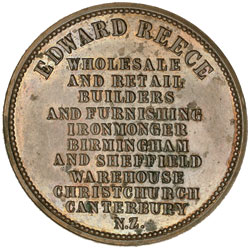 EDWARD REECE
WHOLESALE
AND RETAIL
BUILDERS
AND FURNISHING
IRONMONGER
BIRMINGHAM
AND SHEFFIELD
WAREHOUSE
CHRISTCHURCH
CANTERBURY
N.Z.